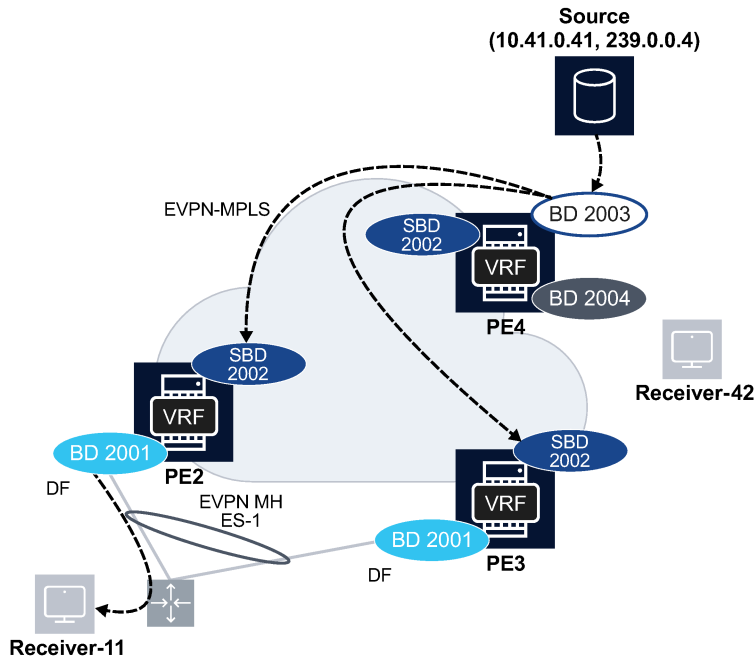 Source
(10.41.0.41, 239.0.0.4)
EVPN-MPLS
BD 2003
SBD
2002
VRF
BD 2004
PE4
SBD
2002
Receiver-42
VRF
BD 2001
PE2
SBD
2002
DF
EVPN MH
ES-1
VRF
BD 2001
PE3
DF
Receiver-11